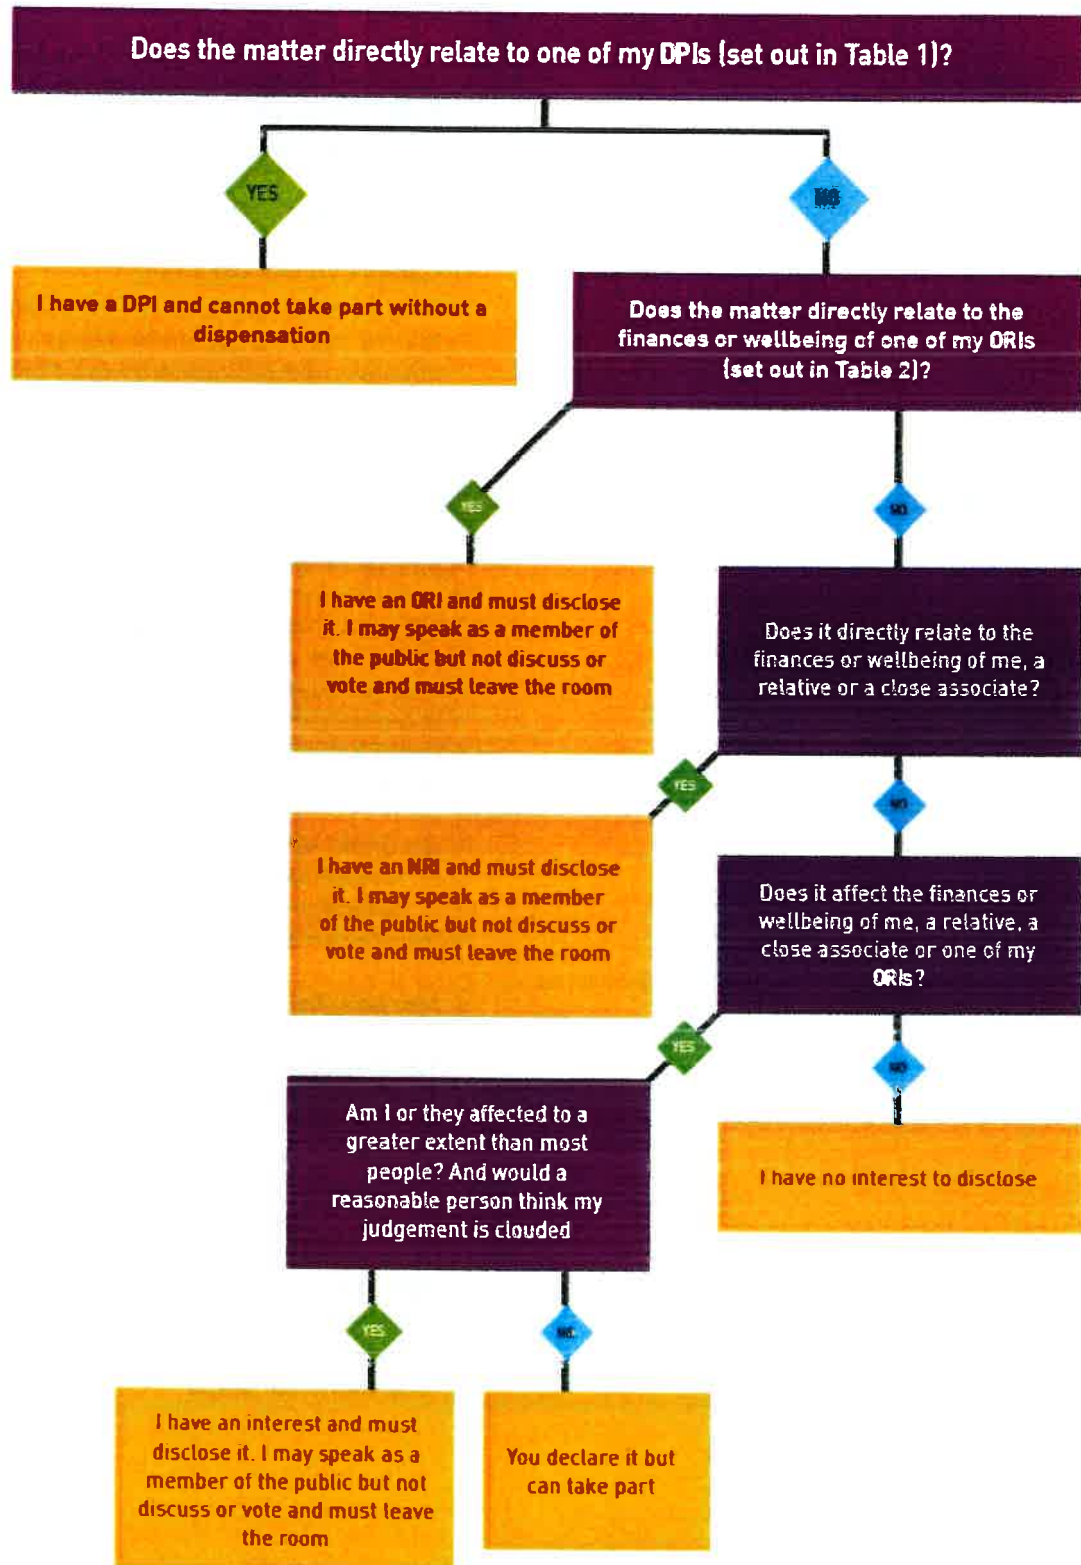 Does the matter directly relate to one of my DPIs (set out in Table 1)?
YES
NO
I have a DPI and cannot take part without a
dispensation
Does the matter directly relate to the
finances or wellbeing of one of my ORIs
(set out in Table 2)?
YES
NO
I have an ORI and must disclose
it. I may speak as a member of
the public but not discuss or
vote and must leave the room
Does it directly relate to the
finances or wellbeing of me, a
relative or a close associate?
YES
NO
I have an NRI and must disclose
it. I may speak as a member
of the public but not discuss or
vote and must leave the room
Does it affect the finances or
wellbeing of me, a relative, a
close associate or one of my
ORIs?
YES
NO
Am I or they affected to a
greater extent than most
people? And would a
reasonable person think my
judgement is clouded
I have no interest to disclose
YES
NO
I have an interest and must
disclose it. I may speak as a
member of the public but not
discuss or vote and must leave
the room
You declare it but
can take part